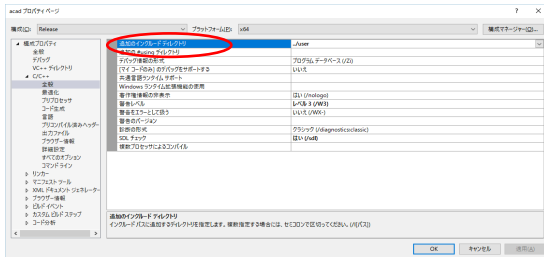 acad プロパティ ページ
? ×
構成(C): Release
プラットフォーム(P): x64
構成マネージャー(O)...
構成プロパティ
全般
デバッグ
VC++ ディレクトリ
C/C++
全般
最適化
プリプロセッサ
コード生成
言語
プリコンパイル済みヘッダー
出力ファイル
ブラウザー情報
詳細設定
すべてのオプション
コマンド ライン
リンカー
マニフェスト ツール
XML ドキュメント ジェネレーター
ブラウザー情報
ビルド イベント
カスタム ビルド ステップ
コード分析
追加のインクルード ディレクトリ ../user
追加の #using ディレクトリ
デバッグ情報の形式 プログラム データベース (/Zi)
[マイ コードのみ] のデバッグをサポートする いいえ
共通言語ランタイム サポート
Windows ランタイム拡張機能の使用
著作権情報の非表示 はい (/nologo)
警告レベル レベル 3 (/W3)
警告をエラーとして扱う いいえ (/WX-)
警告のバージョン
診断の形式 クラシック (/diagnostics:classic)
SDL チェック はい (/sdl)
複数プロセッサによるコンパイル
追加のインクルード ディレクトリ
インクルード パスに追加するディレクトリを指定します。複数指定する場合には、セミコロンで区切ってください。(/I[パス])
OK キャンセル 適用(A)